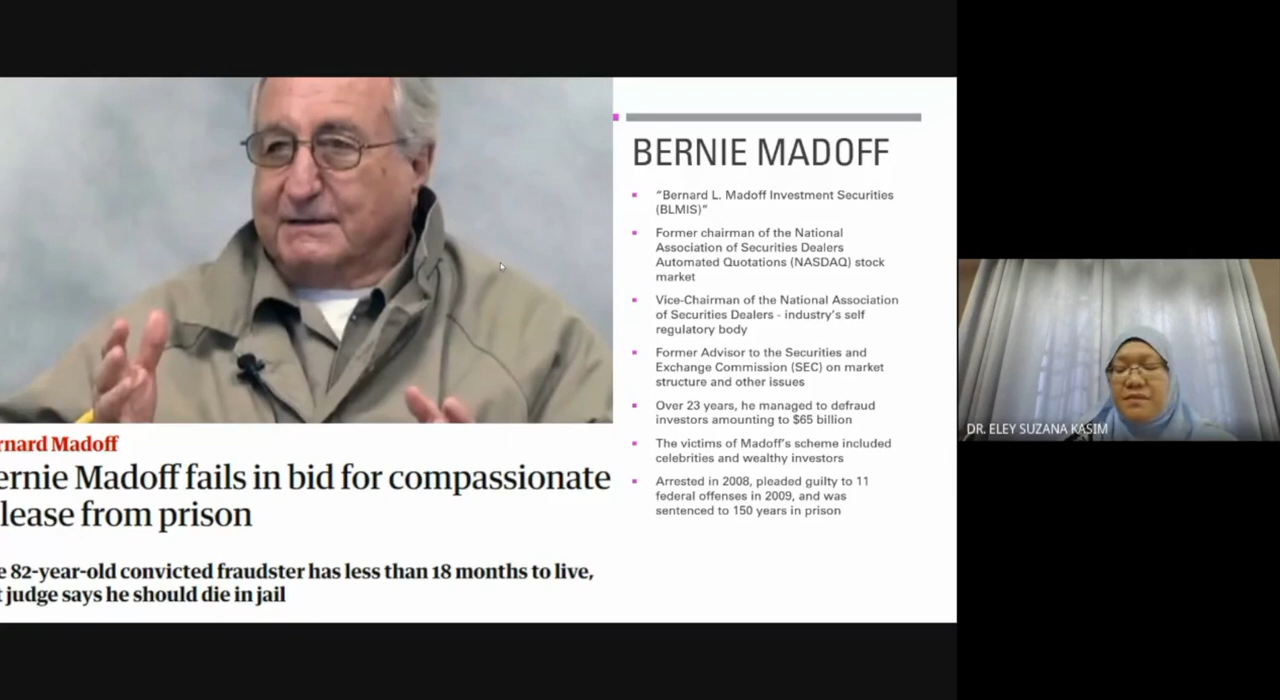 rnard Madoff
ernie Madoff fails in bid for compassionate
lease from prison
e 82-year-old convicted fraudster has less than 18 months to live,
t judge says he should die in jail
BERNIE MADOFF
“Bernard L. Madoff Investment Securities
(BLMIS)”
Former chairman of the National
Association of Securities Dealers
Automated Quotations (NASDAQ) stock
market
Vice-Chairman of the National Association
of Securities Dealers - industry’s self
regulatory body
Former Advisor to the Securities and
Exchange Commission (SEC) on market
structure and other issues
Over 23 years, he managed to defraud
investors amounting to $65 billion
The victims of Madoff’s scheme included
celebrities and wealthy investors
Arrested in 2008, pleaded guilty to 11
federal offenses in 2009, and was
sentenced to 150 years in prison
DR. ELEY SUZANA KASIM